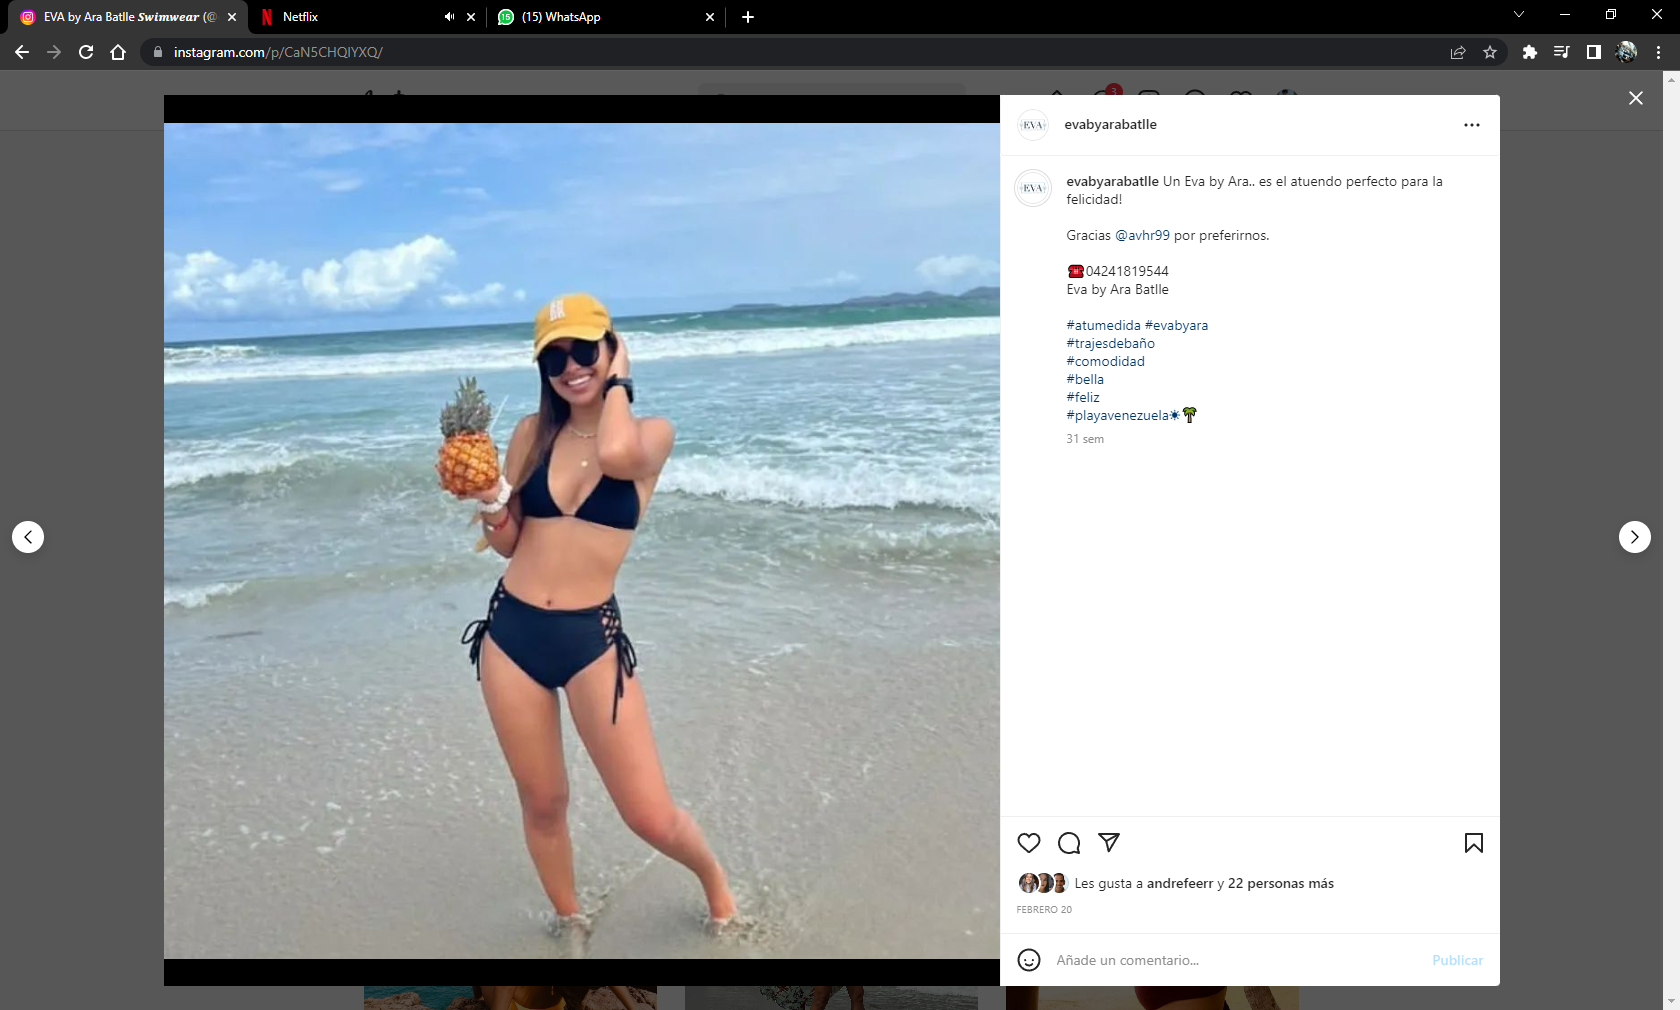 EVA by Ara Batlle Swimwear (@
Netflix
(15) WhatsApp
instagram.com/p/CaN5CHQlYXQ/
3
EVA
evabyarabatlle
EVA
evabyarabatlle Un Eva by Ara.. es el atuendo perfecto para la
felicidad!
Gracias @avhr99 por preferirnos.
☎️04241819544
Eva by Ara Batlle
#atumedida #evabyara
#trajesdebaño
#comodidad
#bella
#feliz
#playavenezuela☀🌴
31 sem
Les gusta a andrefeerr y 22 personas más
FEBRERO 20
Añade un comentario...
Publicar